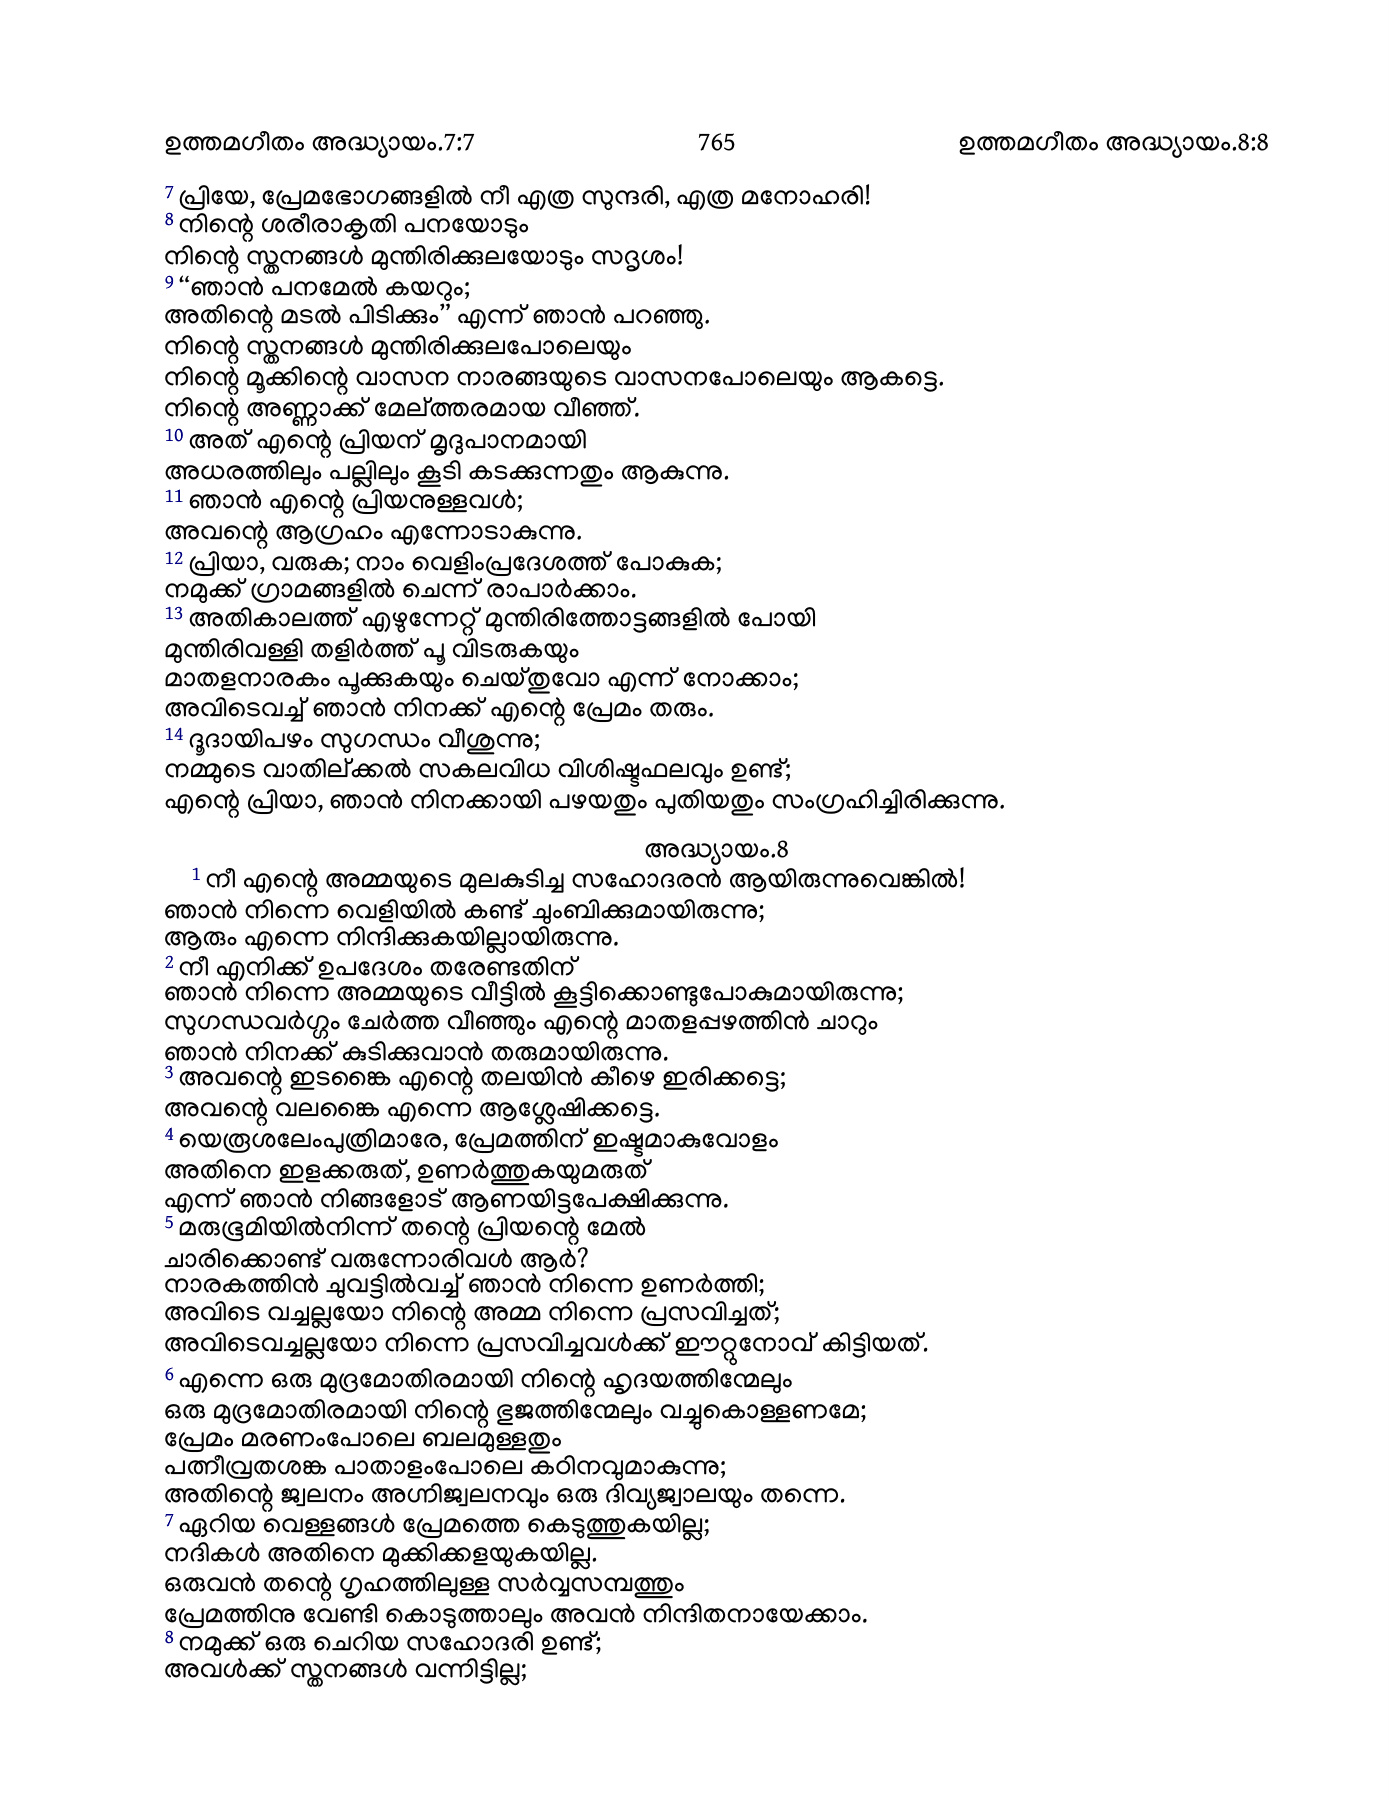 ഉത്തമഗീതം അദ്ധ്യായം.7:7 765 ഉത്തമഗീതം അദ്ധ്യായം.8:8
7 പ്രിയേ, പ്രേമഭോഗങ്ങളിൽ നീ എത്ര സുന്ദരി, എത്ര മനോഹരി!
8 നിന്റെ ശരീരാകൃതി പനയോടും
നിന്റെ സ്തനങ്ങൾ മുന്തിരിക്കുലയോടും സദൃശം!
9 “ഞാൻ പനമേൽ കയറും;
അതിന്റെ മടൽ പിടിക്കും” എന്ന് ഞാൻ പറഞ്ഞു.
നിന്റെ സ്തനങ്ങൾ മുന്തിരിക്കുലപോലെയും
നിന്റെ മൂക്കിന്റെ വാസന നാരങ്ങയുടെ വാസനപോലെയും ആകട്ടെ.
നിന്റെ അണ്ണാക്ക് മേല്ത്തരമായ വീഞ്ഞ്.
10 അത് എന്റെ പ്രിയന് മൃദുപാനമായി
അധരത്തിലും പല്ലിലും കൂടി കടക്കുന്നതും ആകുന്നു.
11 ഞാൻ എന്റെ പ്രിയനുള്ളവൾ;
അവന്റെ ആഗ്രഹം എന്നോടാകുന്നു.
12 പ്രിയാ, വരുക; നാം വെളിംപ്രദേശത്ത് പോകുക;
നമുക്ക് ഗ്രാമങ്ങളിൽ ചെന്ന് രാപാർക്കാം.
13 അതികാലത്ത് എഴുന്നേറ്റ് മുന്തിരിത്തോട്ടങ്ങളിൽ പോയി
മുന്തിരിവള്ളി തളിർത്ത് പൂ വിടരുകയും
മാതളനാരകം പൂക്കുകയും ചെയ്തുവോ എന്ന് നോക്കാം;
അവിടെവച്ച് ഞാൻ നിനക്ക് എന്റെ പ്രേമം തരും.
14 ദൂദായിപഴം സുഗന്ധം വീശുന്നു;
നമ്മുടെ വാതില്ക്കൽ സകലവിധ വിശിഷ്ടഫലവും ഉണ്ട്;
എന്റെ പ്രിയാ, ഞാൻ നിനക്കായി പഴയതും പുതിയതും സംഗ്രഹിച്ചിരിക്കുന്നു.
അദ്ധ്യായം.8
1 നീ എന്റെ അമ്മയുടെ മുലകുടിച്ച സഹോദരൻ ആയിരുന്നുവെങ്കിൽ!
ഞാൻ നിന്നെ വെളിയിൽ കണ്ട് ചുംബിക്കുമായിരുന്നു;
ആരും എന്നെ നിന്ദിക്കുകയില്ലായിരുന്നു.
2 നീ എനിക്ക് ഉപദേശം തരേണ്ടതിന്
ഞാൻ നിന്നെ അമ്മയുടെ വീട്ടിൽ കൂട്ടിക്കൊണ്ടുപോകുമായിരുന്നു;
സുഗന്ധവർഗ്ഗം ചേർത്ത വീഞ്ഞും എന്റെ മാതളപ്പഴത്തിൻ ചാറും
ഞാൻ നിനക്ക് കുടിക്കുവാൻ തരുമായിരുന്നു.
3 അവന്റെ ഇടങ്കൈ എന്റെ തലയിൻ കീഴെ ഇരിക്കട്ടെ;
അവന്റെ വലങ്കൈ എന്നെ ആശ്ലേഷിക്കട്ടെ.
4 യെരൂശലേംപുത്രിമാരേ, പ്രേമത്തിന് ഇഷ്ടമാകുവോളം
അതിനെ ഇളക്കരുത്, ഉണർത്തുകയുമരുത്
എന്ന് ഞാൻ നിങ്ങളോട് ആണയിട്ടപേക്ഷിക്കുന്നു.
5 മരുഭൂമിയിൽനിന്ന് തന്റെ പ്രിയന്റെ മേൽ
ചാരിക്കൊണ്ട് വരുന്നോരിവൾ ആർ?
നാരകത്തിൻ ചുവട്ടിൽവച്ച് ഞാൻ നിന്നെ ഉണർത്തി;
അവിടെ വച്ചല്ലയോ നിന്റെ അമ്മ നിന്നെ പ്രസവിച്ചത്;
അവിടെവച്ചല്ലയോ നിന്നെ പ്രസവിച്ചവൾക്ക് ഈറ്റുനോവ് കിട്ടിയത്.
6 എന്നെ ഒരു മുദ്രമോതിരമായി നിന്റെ ഹൃദയത്തിന്മേലും
ഒരു മുദ്രമോതിരമായി നിന്റെ ഭുജത്തിന്മേലും വച്ചുകൊള്ളണമേ;
പ്രേമം മരണംപോലെ ബലമുള്ളതും
പത്നീവ്രതശങ്ക പാതാളംപോലെ കഠിനവുമാകുന്നു;
അതിന്റെ ജ്വലനം അഗ്നിജ്വലനവും ഒരു ദിവ്യജ്വാലയും തന്നെ.
7 ഏറിയ വെള്ളങ്ങൾ പ്രേമത്തെ കെടുത്തുകയില്ല;
നദികൾ അതിനെ മുക്കിക്കളയുകയില്ല.
ഒരുവൻ തന്റെ ഗൃഹത്തിലുള്ള സർവ്വസമ്പത്തും
പ്രേമത്തിനു വേണ്ടി കൊടുത്താലും അവൻ നിന്ദിതനായേക്കാം.
8 നമുക്ക് ഒരു ചെറിയ സഹോദരി ഉണ്ട്;
അവൾക്ക് സ്തനങ്ങൾ വന്നിട്ടില്ല;